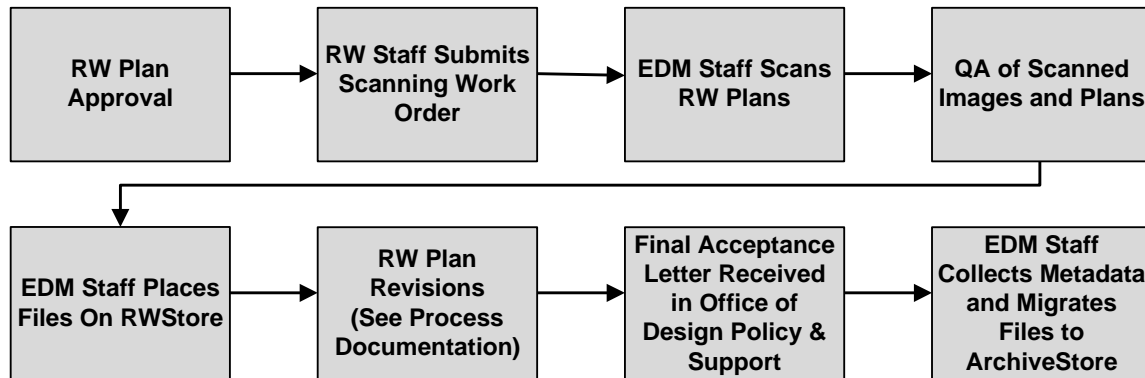 RW Plan
Approval
RW Staff Submits
Scanning Work
Order
EDM Staff Scans
RW Plans
QA of Scanned
Images and Plans
EDM Staff Places
Files On RWStore
RW Plan
Revisions
(See Process
Documentation)
Final Acceptance
Letter Received
in Office of
Design Policy &
Support
EDM Staff
Collects Metadata
and Migrates
Files to
ArchiveStore